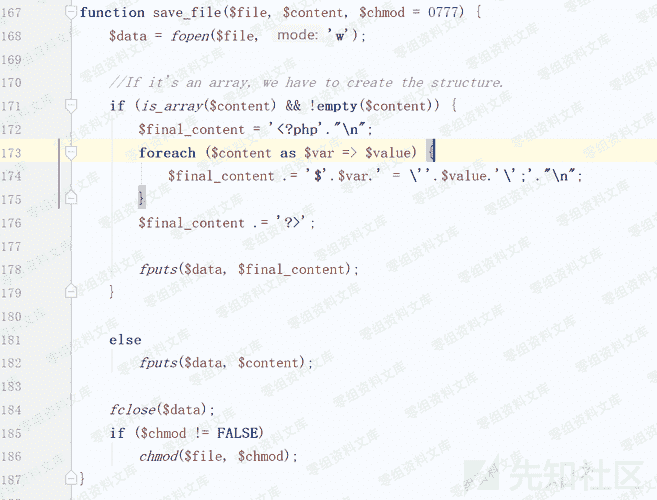 167 function save_file($file, $content, $chmod = 0777) {
168 $data = fopen($file, mode: 'w');
169
170 //If it's an array, we have to create the structure.
171 if (is_array($content) && !empty($content)) {
172 $final_content = '<?php'."\n";
173 foreach ($content as $var => $value) {
174 $final_content .= '$'.$var.' = \''.$value.'\';'."\n";
175 }
176 $final_content .= '?>';
177
178 fputs($data, $final_content);
179 }
180
181 else
182 fputs($data, $content);
183
184 fclose($data);
185 if ($chmod != FALSE)
186 chmod($file, $chmod);
187 }
零组资料文库
先知社区